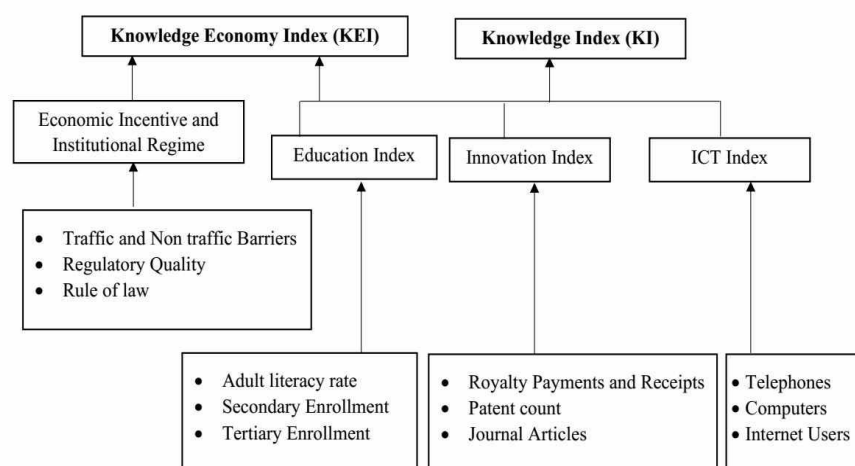 Knowledge Economy Index (KEI)
Knowledge Index (KI)
Economic Incentive and
Institutional Regime
Education Index
Innovation Index
ICT Index
• Traffic and Non traffic Barriers
• Regulatory Quality
• Rule of law
• Adult literacy rate
• Secondary Enrollment
• Tertiary Enrollment
• Royalty Payments and Receipts
• Patent count
• Journal Articles
• Telephones
• Computers
• Internet Users